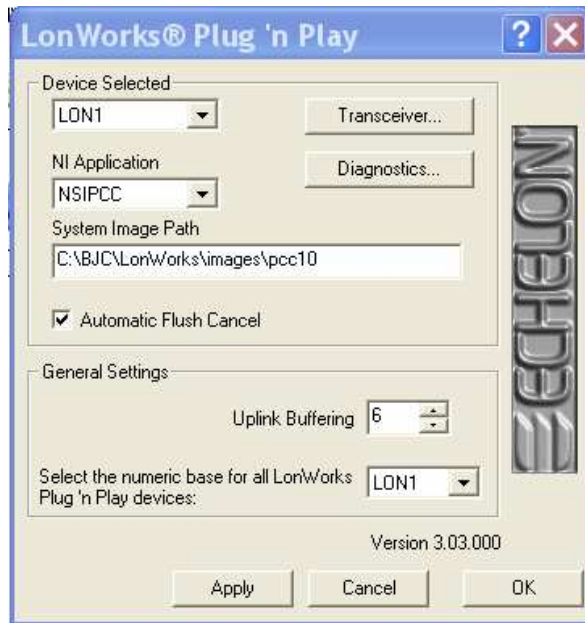 LonWorks® Plug 'n Play
Device Selected
LON1
Transceiver...
NI Application
Diagnostics...
NSIPCC
System Image Path
C:\BJC\LonWorks\images\pcc10
Automatic Flush Cancel
General Settings
Uplink Buffering 6
Select the numeric base for all LonWorks
Plug 'n Play devices:
LON1
Version 3.03.000
Apply Cancel OK
ECHELON